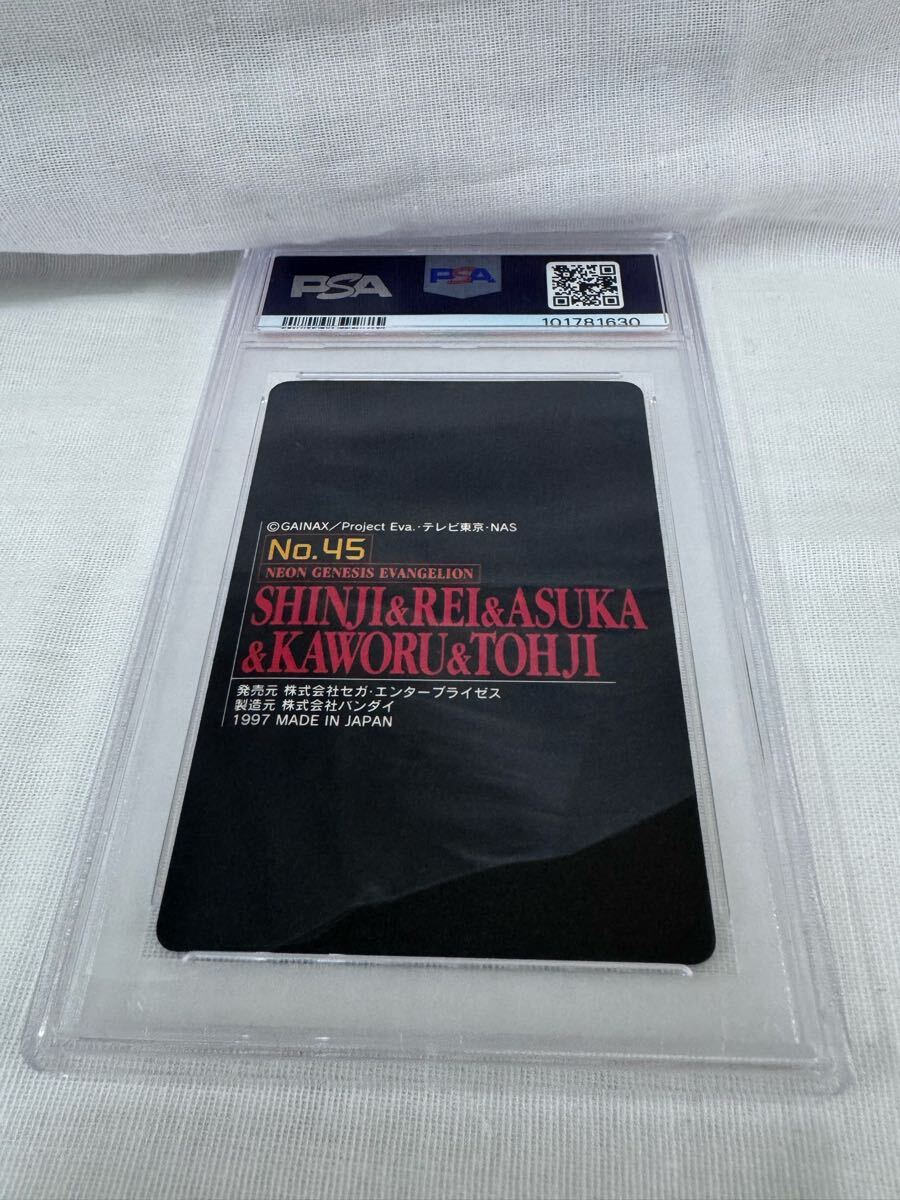 PSA
PSA
101781630
©GAINAX／Project Eva.・テレビ東京・NAS
No.45
NEON GENESIS EVANGELION
SHINJI&REI&ASUKA
&KAWORU&TOHJI
発売元 株式会社セガ・エンタープライゼス
製造元 株式会社バンダイ
1997 MADE IN JAPAN